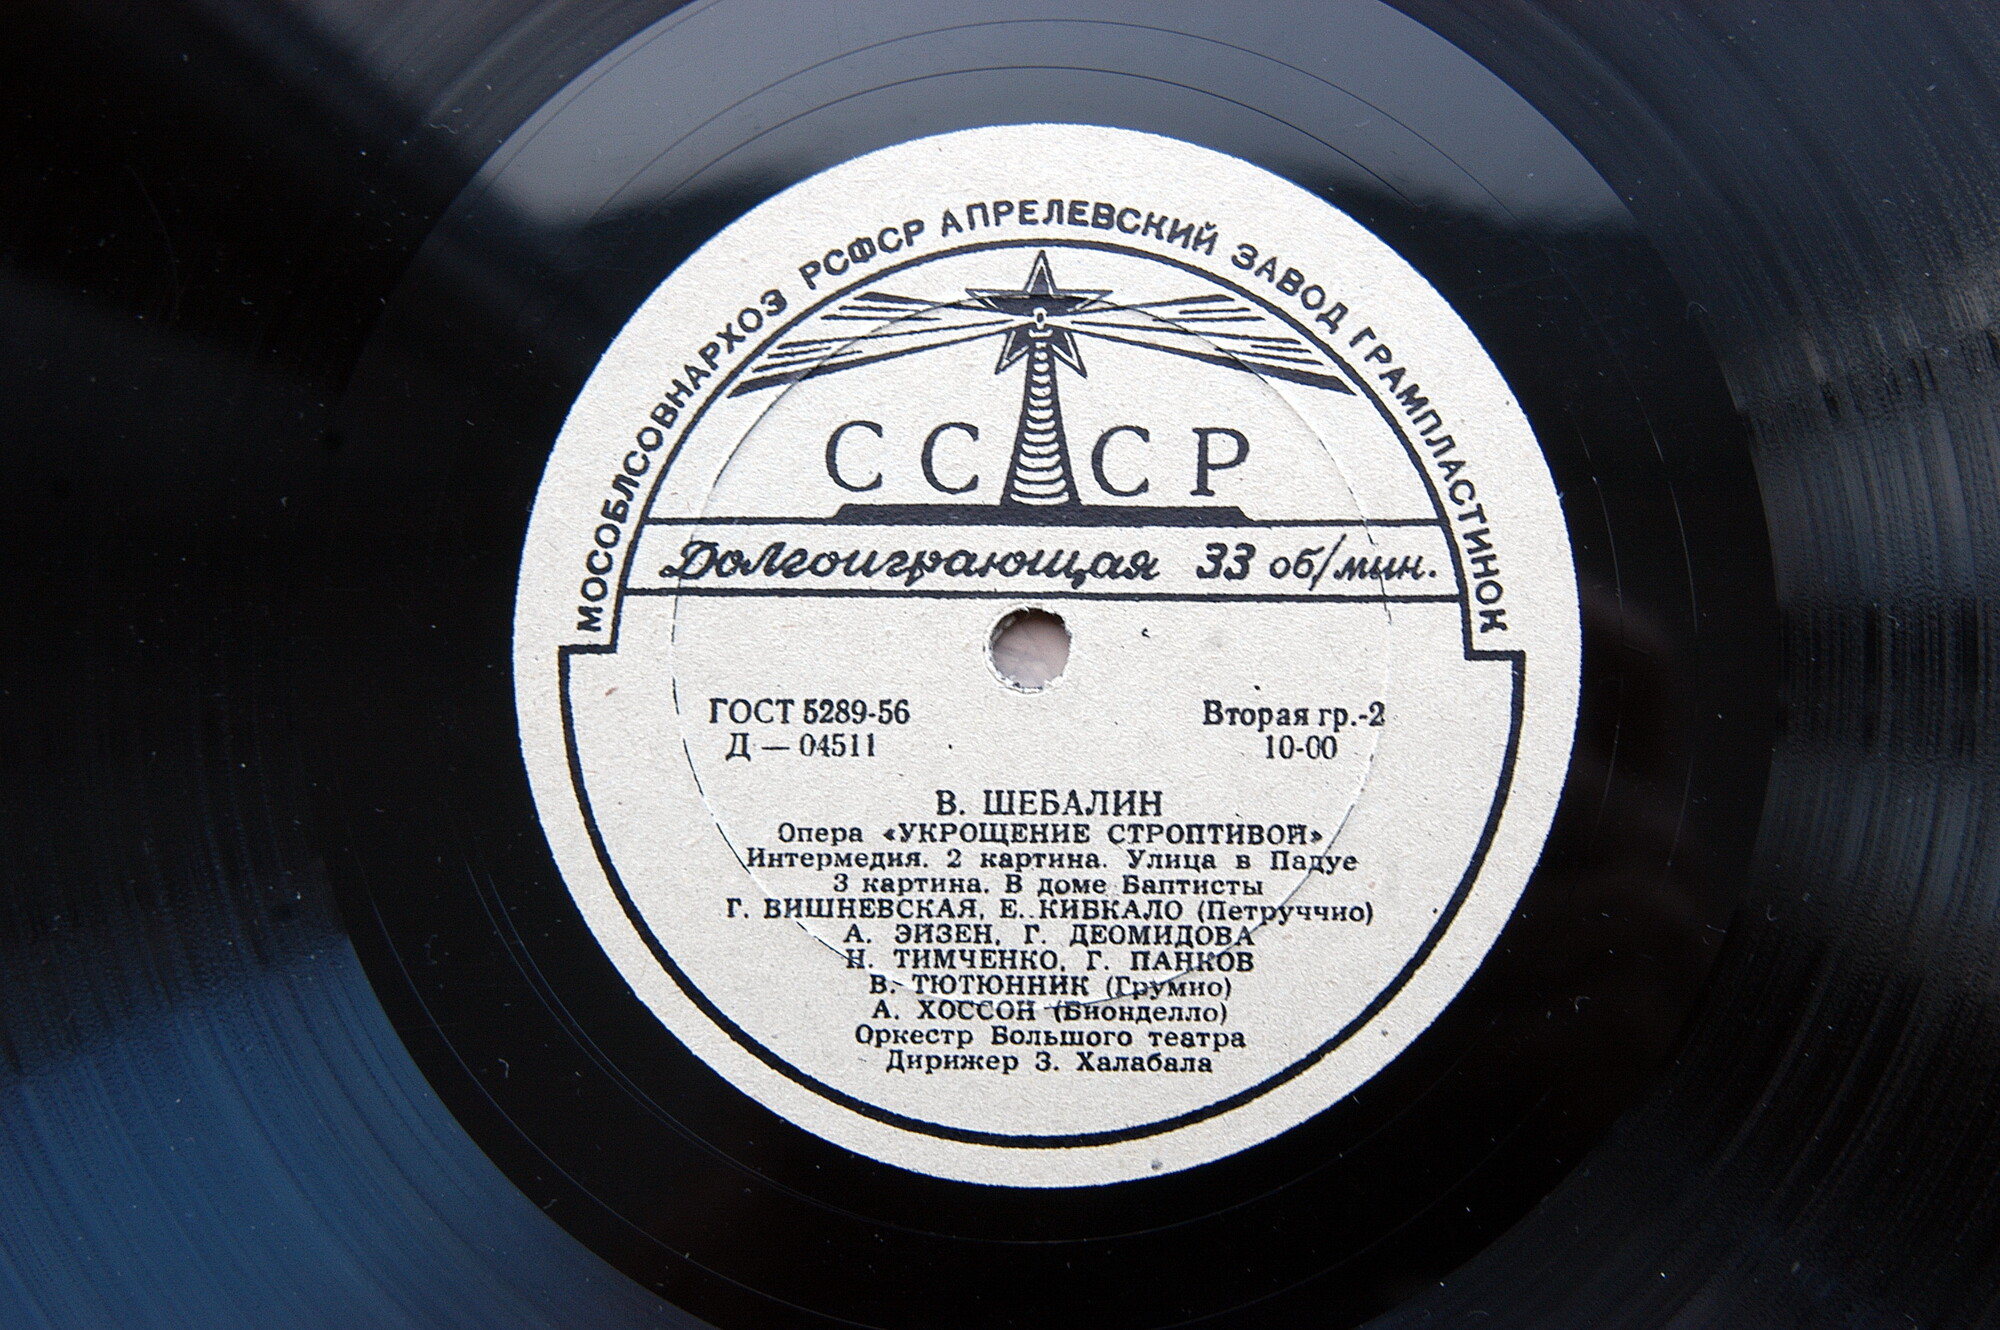 МОСОБЛСОВНАРХОЗ РСФСР АПРЕЛЕВСКИЙ ЗАВОД ГРАМПЛАСТИНОК
СССР
Долгоиграющая 33 об/мин.
ГОСТ 5289-56 Вторая гр.-2
Д — 04511 10-00
В. ШЕБАЛИН
Опера «УКРОЩЕНИЕ СТРОПТИВОЙ»
Интермедия. 2 картина. Улица в Падуе
3 картина. В доме Баптисты
Г. ВИШНЕВСКАЯ, Е. КИБКАЛО (Петруччио)
А. ЭЙЗЕН, Г. ДЕОМИДОВА
Н. ТИМЧЕНКО, Г. ПАНКОВ
В. ТЮТЮННИК (Грумио)
А. ХОССОН (Бионделло)
Оркестр Большого театра
Дирижер З. Халабала